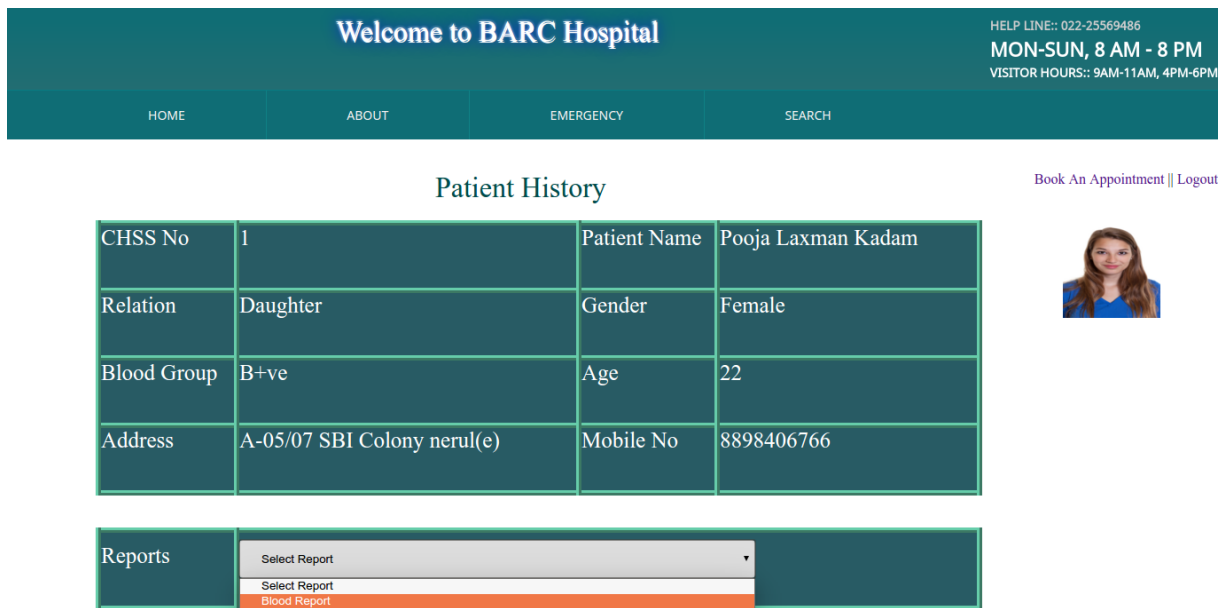 Welcome to BARC Hospital
HELP LINE:: 022-25569486
MON-SUN, 8 AM - 8 PM
VISITOR HOURS:: 9AM-11AM, 4PM-6PM
HOME ABOUT EMERGENCY SEARCH
Patient History
Book An Appointment || Logout
CHSS No 1 Patient Name Pooja Laxman Kadam
Relation Daughter Gender Female
Blood Group B+ve Age 22
Address A-05/07 SBI Colony nerul(e) Mobile No 8898406766
Reports Select Report
Select Report
Blood Report